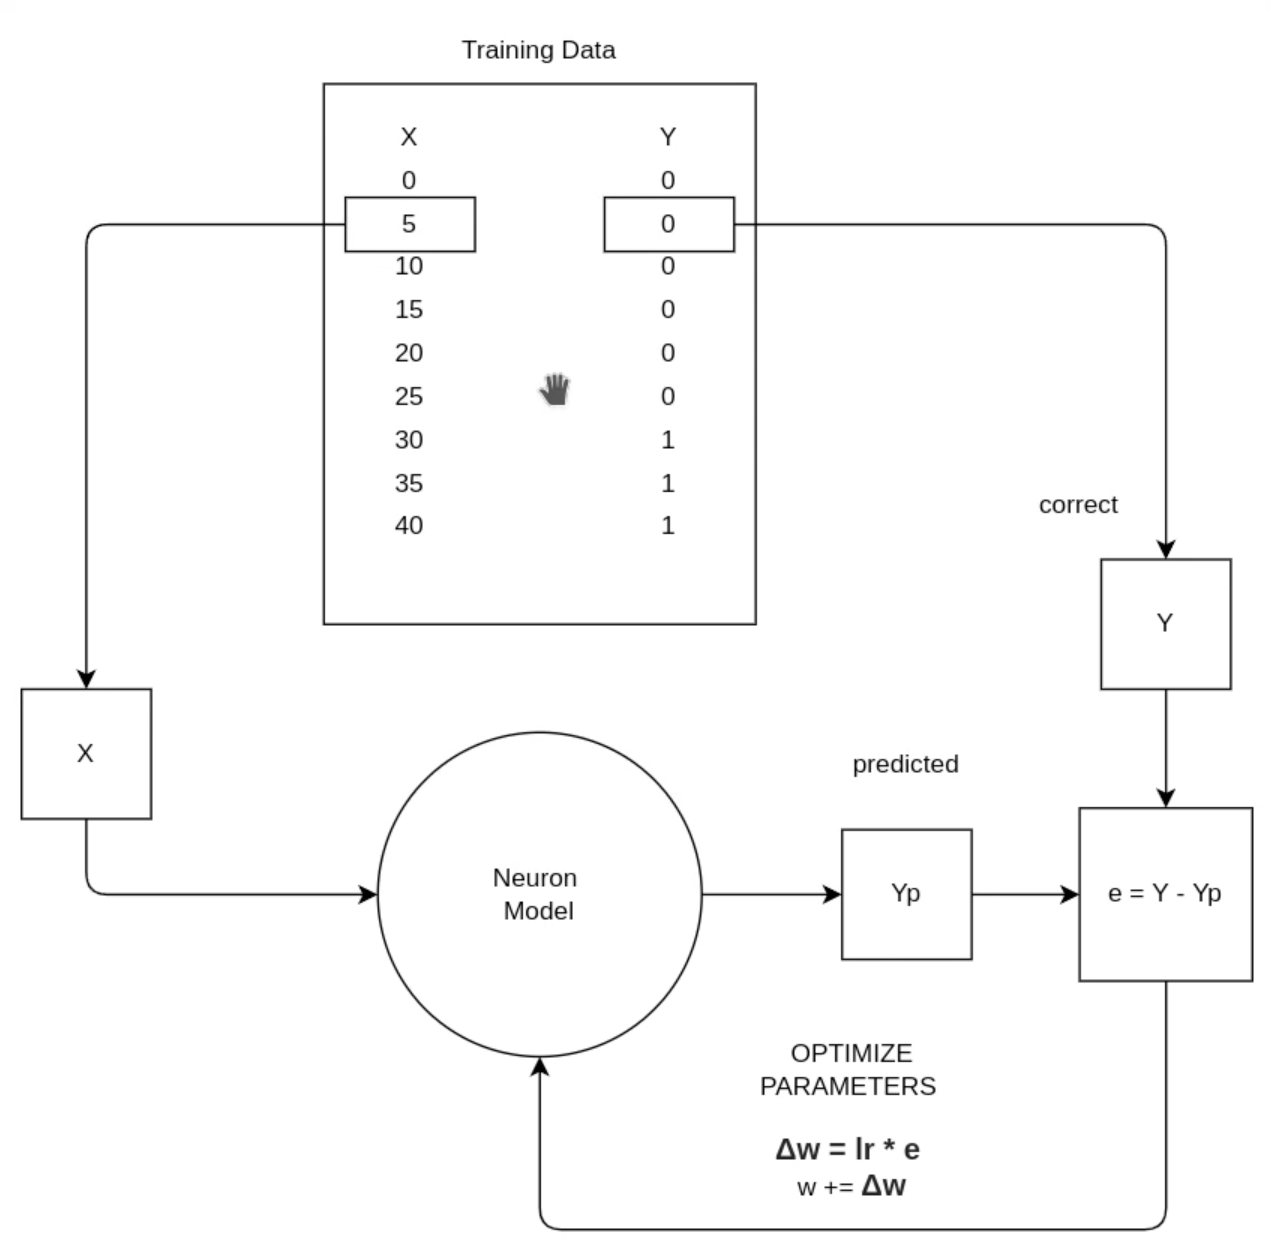 Training Data
X Y
0 0
5 0
10 0
15 0
20 0
25 0
30 1
35 1
40 1
correct
Y
X
predicted
Neuron
Model
Yp
e = Y - Yp
OPTIMIZE
PARAMETERS
Δw = lr * e
w += Δw